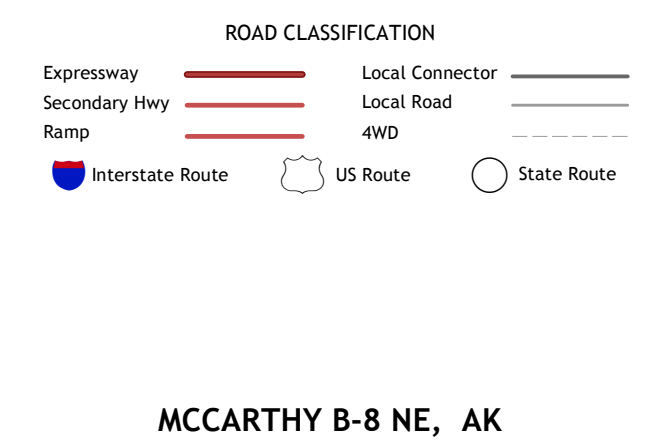 ROAD CLASSIFICATION
Expressway
Local Connector
Secondary Hwy
Local Road
Ramp
4WD
Interstate Route
US Route
State Route
MCCARTHY B-8 NE, AK